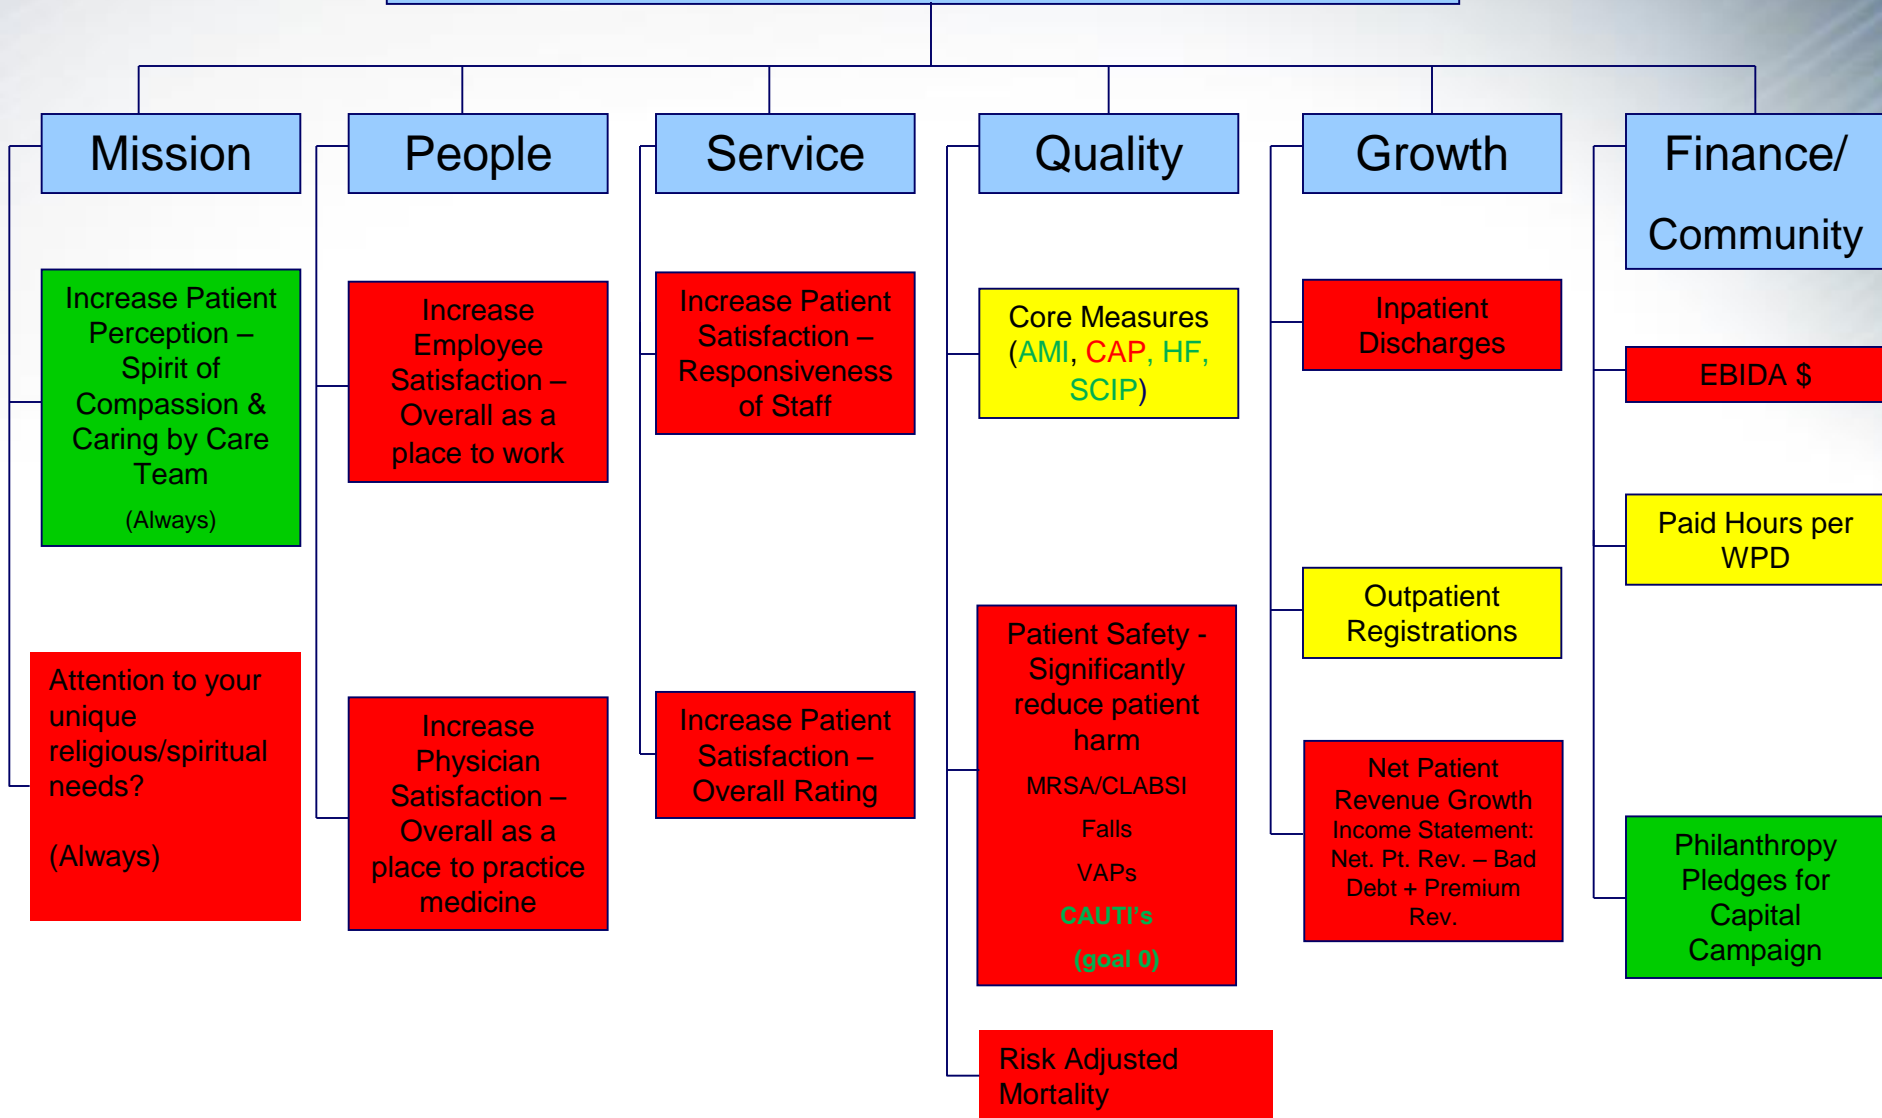 Mission
Increase Patient
Perception –
Spirit of
Compassion &
Caring by Care
Team
(Always)
Attention to your
unique
religious/spiritual
needs?
(Always)
People
Increase
Employee
Satisfaction –
Overall as a
place to work
Increase
Physician
Satisfaction –
Overall as a
place to practice
medicine
Service
Increase Patient
Satisfaction –
Responsiveness
of Staff
Increase Patient
Satisfaction –
Overall Rating
Quality
Core Measures
(AMI, CAP, HF,
SCIP)
Patient Safety -
Significantly
reduce patient
harm
MRSA/CLABSI
Falls
VAPs
CAUTI's
(goal 0)
Risk Adjusted
Mortality
Growth
Inpatient
Discharges
Outpatient
Registrations
Net Patient
Revenue Growth
Income Statement:
Net. Pt. Rev. – Bad
Debt + Premium
Rev.
Finance/
Community
EBIDA $
Paid Hours per
WPD
Philanthropy
Pledges for
Capital
Campaign